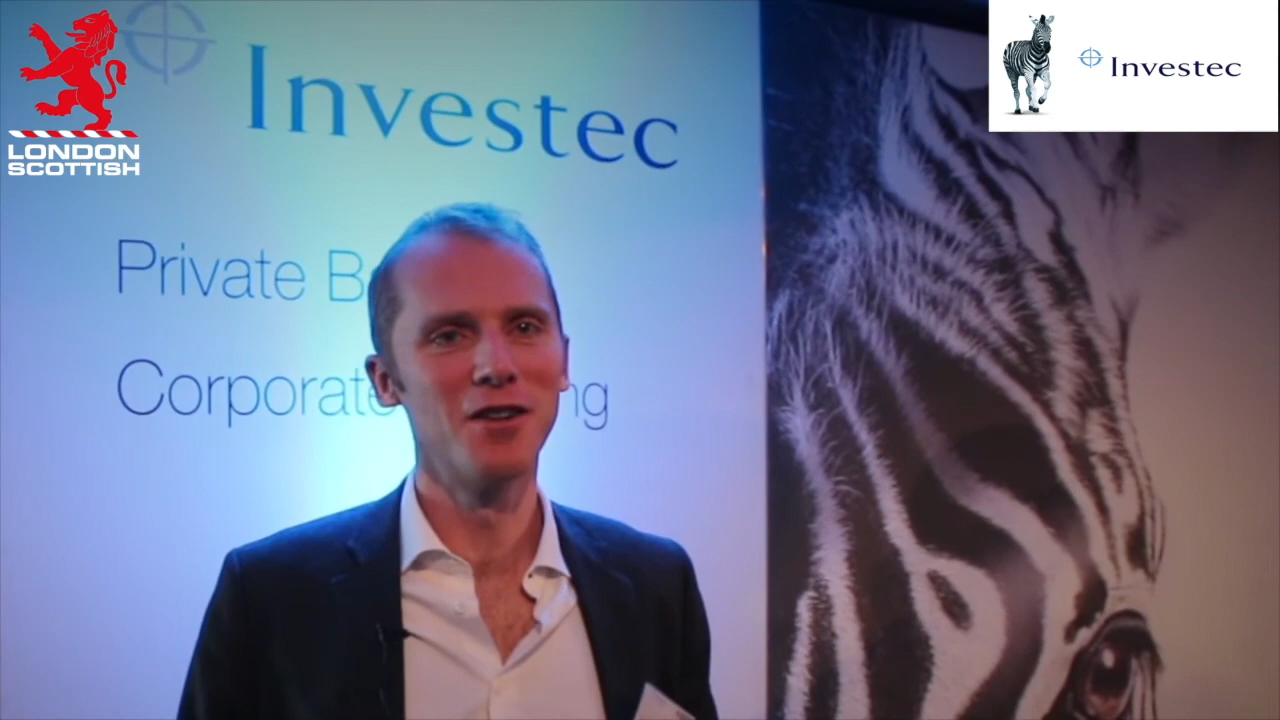 LONDON
SCOTTISH
Investec
Investec
Private B
Corporate ng